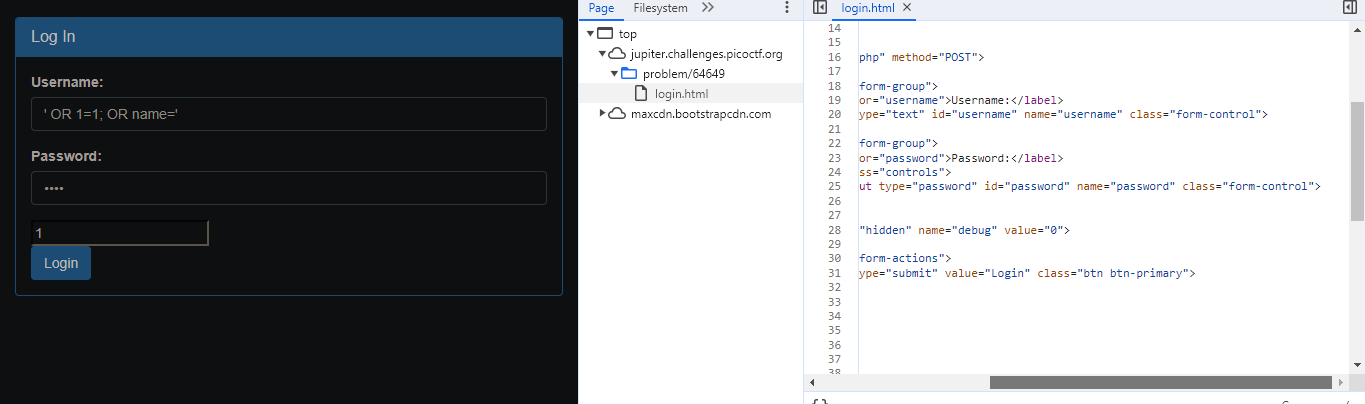 Log In
Username:
' OR 1=1; OR name='
Password:
••••
1
Login
Page Filesystem
top
jupiter.challenges.picoctf.org
problem/64649
login.html
maxcdn.bootstrapcdn.com
login.html
14
15
16 php" method="POST">
17
18 form-group">
19 or="username">Username:</label>
20 ype="text" id="username" name="username" class="form-control">
21
22 form-group">
23 or="password">Password:</label>
24 ss="controls">
25 ut type="password" id="password" name="password" class="form-control">
26
27
28 "hidden" name="debug" value="0">
29
30 form-actions">
31 ype="submit" value="Login" class="btn btn-primary">
32
33
34
35
36
37
38